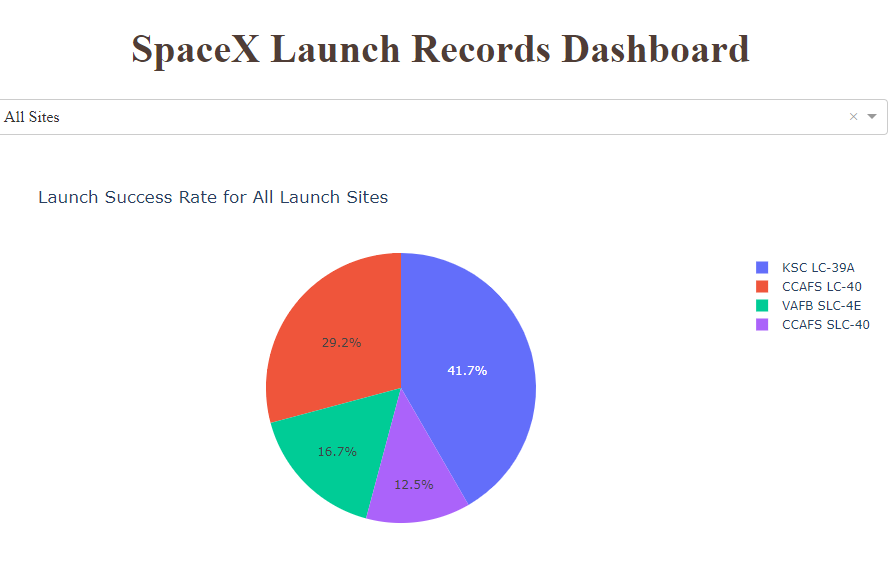 SpaceX Launch Records Dashboard
All Sites
×
Launch Success Rate for All Launch Sites
KSC LC-39A
CCAFS LC-40
VAFB SLC-4E
CCAFS SLC-40
29.2%
41.7%
16.7%
12.5%